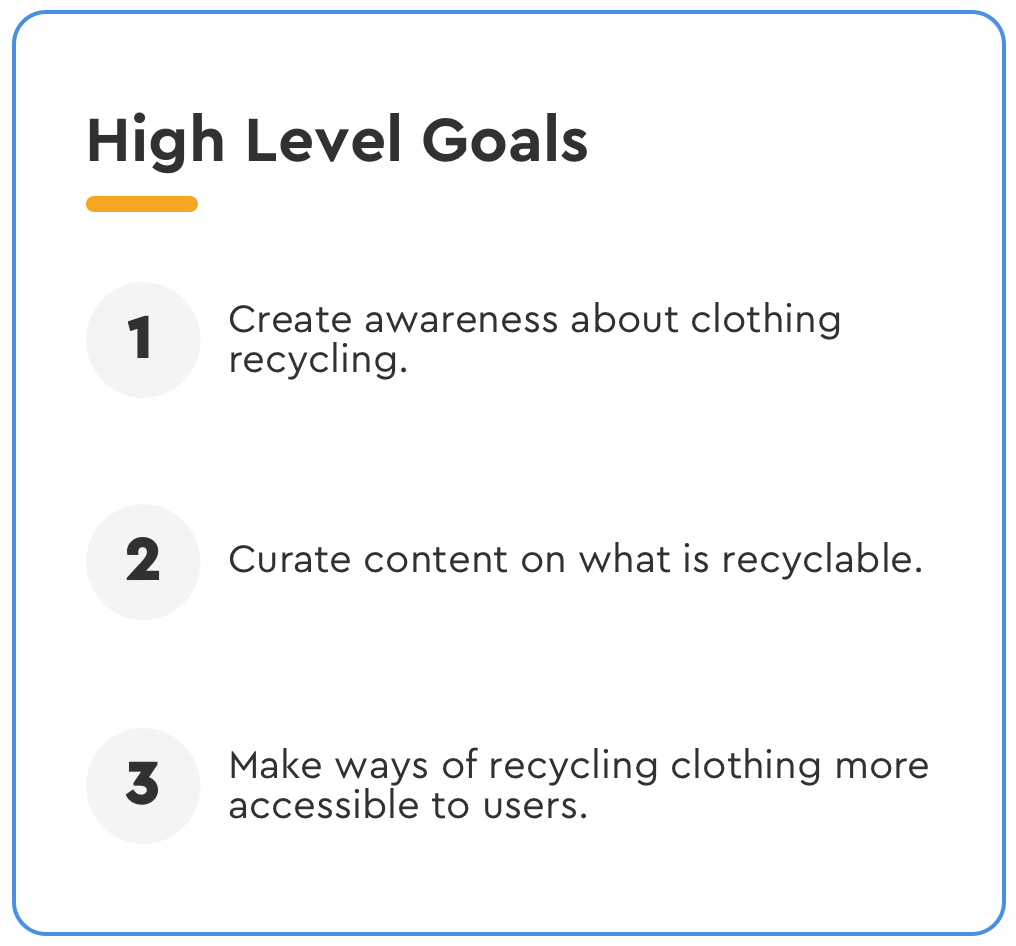 High Level Goals
1
Create awareness about clothing
recycling.
2
Curate content on what is recyclable.
3
Make ways of recycling clothing more
accessible to users.